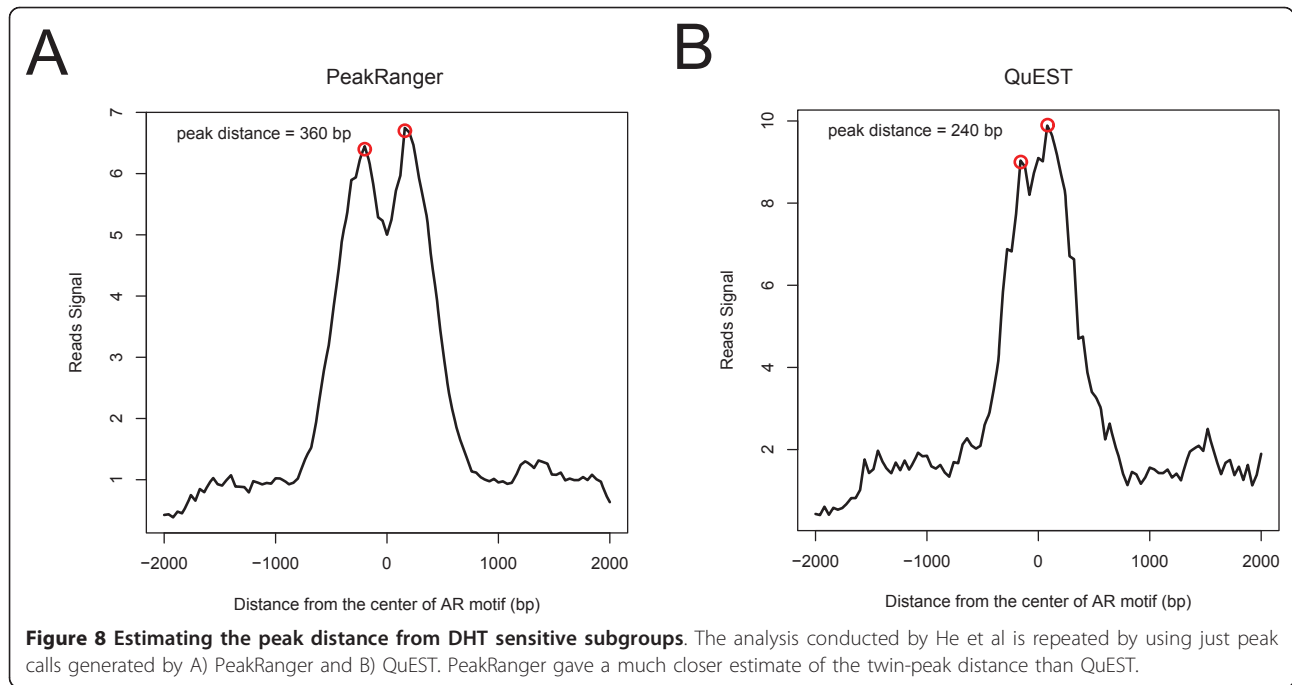 A
PeakRanger
peak distance = 360 bp
7
6
5
4
3
2
1
Reads Signal
−2000
−1000
0
1000
2000
Distance from the center of AR motif (bp)
B
QuEST
peak distance = 240 bp
10
8
6
4
2
Reads Signal
−2000
−1000
0
1000
2000
Distance from the center of AR motif (bp)
Figure 8 Estimating the peak distance from DHT sensitive subgroups. The analysis conducted by He et al is repeated by using just peak
calls generated by A) PeakRanger and B) QuEST. PeakRanger gave a much closer estimate of the twin-peak distance than QuEST.